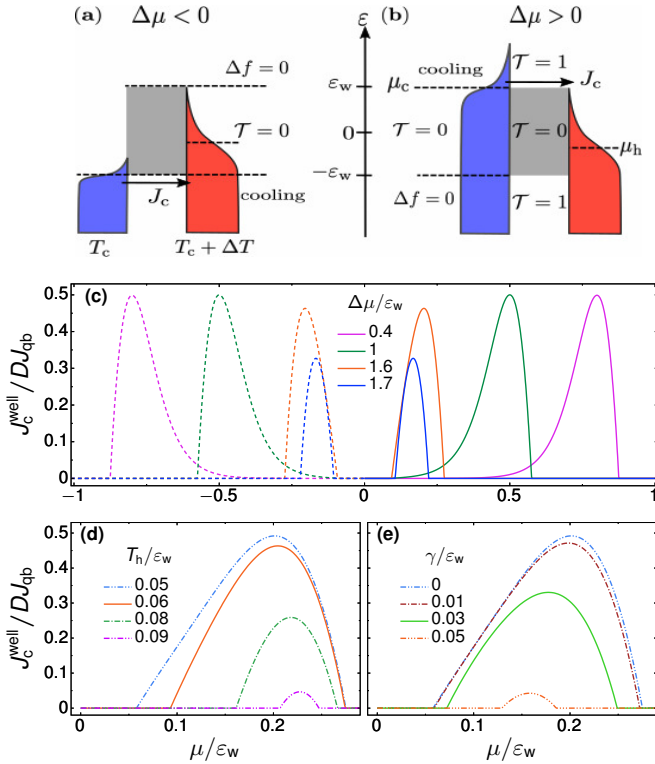 (a) Δμ < 0
Δf = 0
𝒯 = 0
cooling
J_c
T_c T_c + ΔT
ε
ε_w
0
−ε_w
(b) Δμ > 0
𝒯 = 1
μ_c cooling J_c
𝒯 = 0 𝒯 = 0
μ_h
Δf = 0 𝒯 = 1
(c)
J_c^well / DJ_qb
0.5
0.4
0.3
0.2
0.1
0
Δμ/ε_w
0.4
1
1.6
1.7
−1 −0.5 0 0.5 1
(d)
J_c^well / DJ_qb
0.5
0.4
0.3
0.2
0.1
0
T_h/ε_w
0.05
0.06
0.08
0.09
0 0.1 0.2
μ/ε_w
(e)
γ/ε_w
0
0.01
0.03
0.05
0 0.1 0.2
μ/ε_w